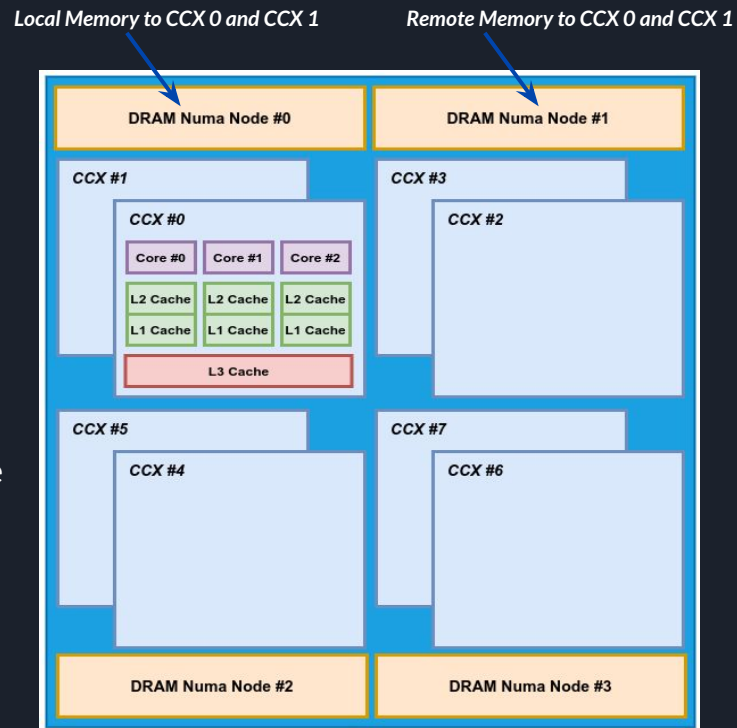 Local Memory to CCX 0 and CCX 1
Remote Memory to CCX 0 and CCX 1
DRAM Numa Node #0
DRAM Numa Node #1
CCX #1
CCX #0
Core #0 Core #1 Core #2
L2 Cache L2 Cache L2 Cache
L1 Cache L1 Cache L1 Cache
L3 Cache
CCX #3
CCX #2
CCX #5
CCX #4
CCX #7
CCX #6
DRAM Numa Node #2
DRAM Numa Node #3